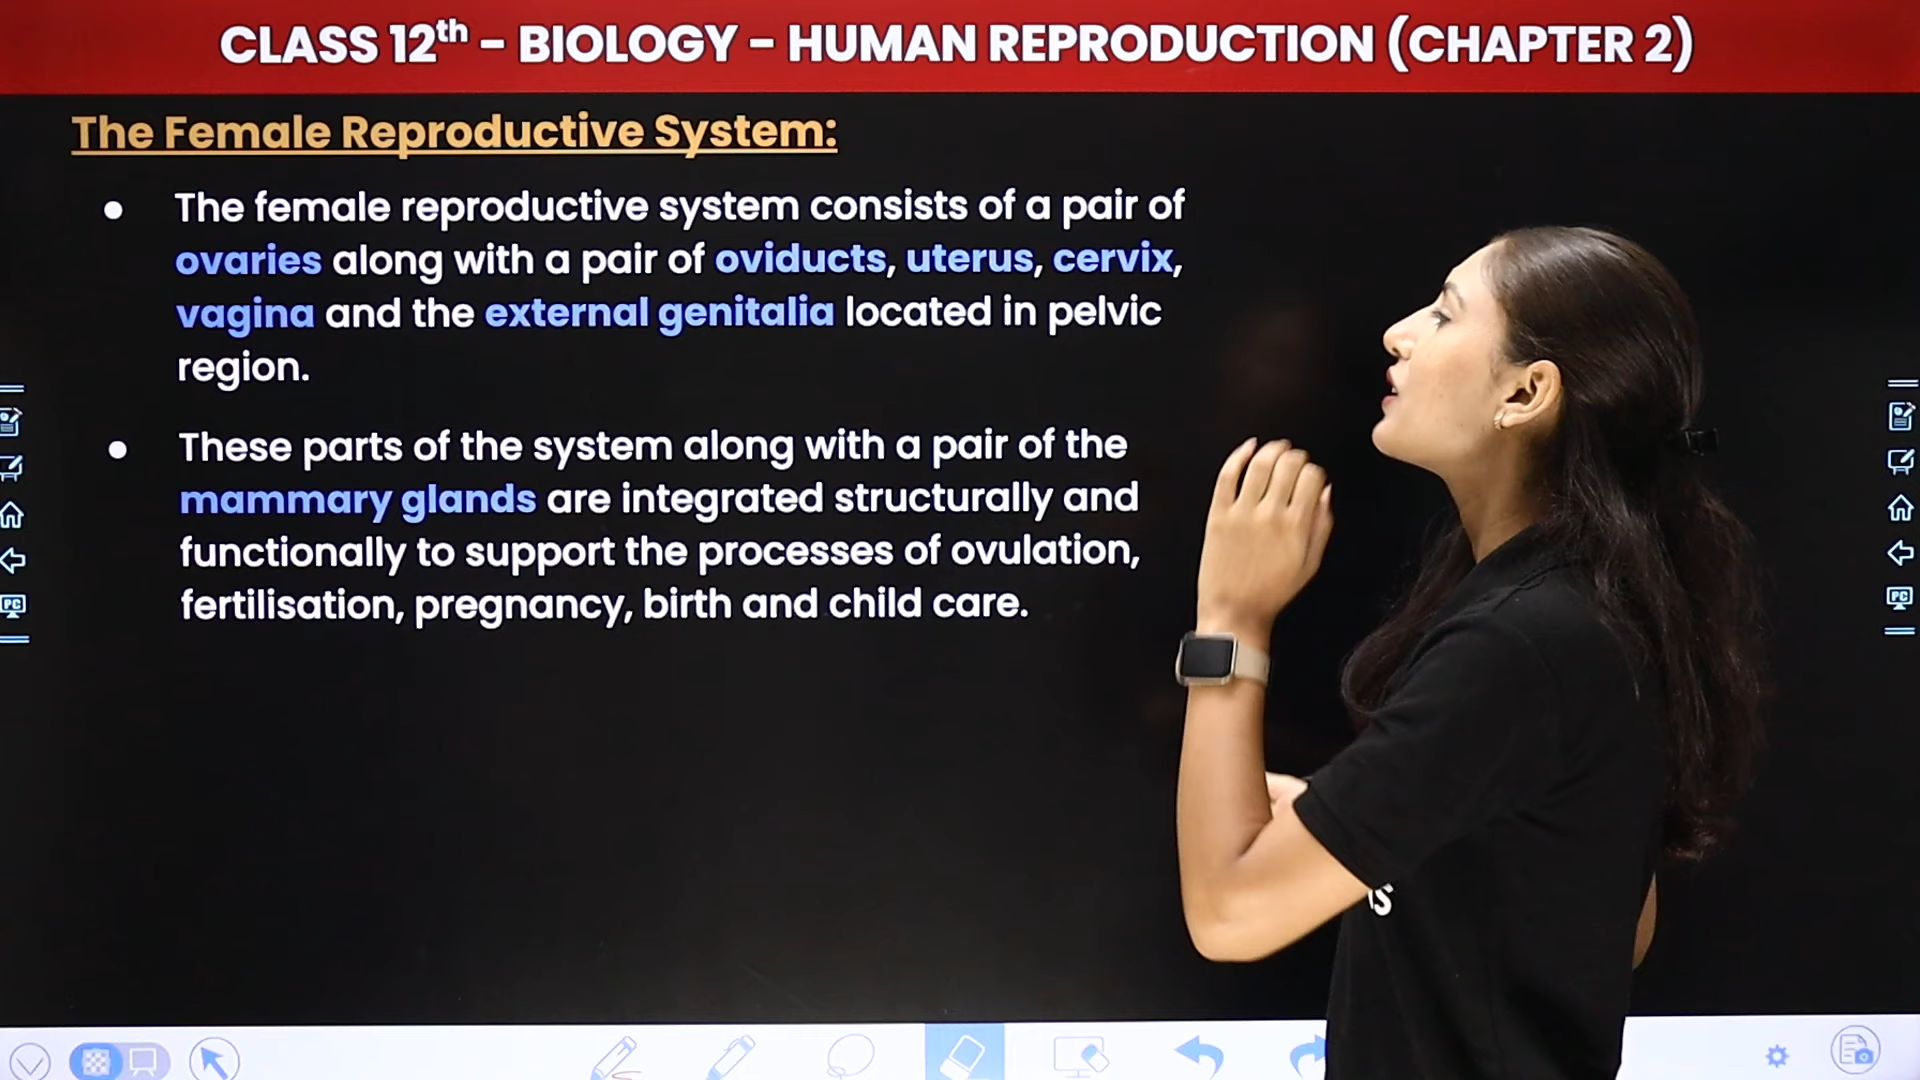 CLASS 12th - BIOLOGY - HUMAN REPRODUCTION (CHAPTER 2)
The Female Reproductive System:
● The female reproductive system consists of a pair of
ovaries along with a pair of oviducts, uterus, cervix,
vagina and the external genitalia located in pelvic
region.
● These parts of the system along with a pair of the
mammary glands are integrated structurally and
functionally to support the processes of ovulation,
fertilisation, pregnancy, birth and child care.
PC
PC